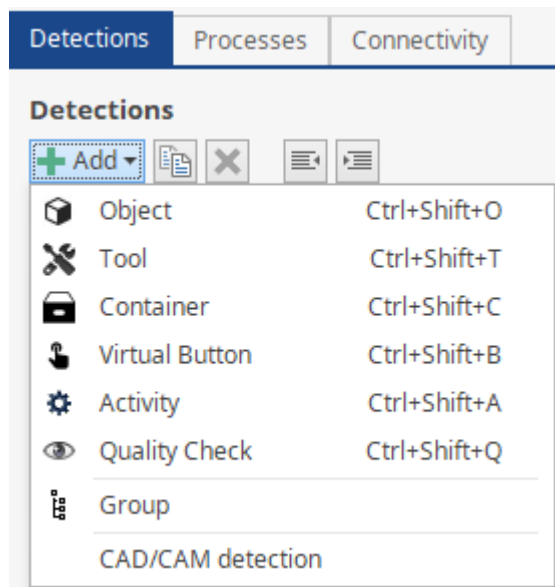 Detections Processes Connectivity
Detections
Add
Object Ctrl+Shift+O
Tool Ctrl+Shift+T
Container Ctrl+Shift+C
Virtual Button Ctrl+Shift+B
Activity Ctrl+Shift+A
Quality Check Ctrl+Shift+Q
Group
CAD/CAM detection